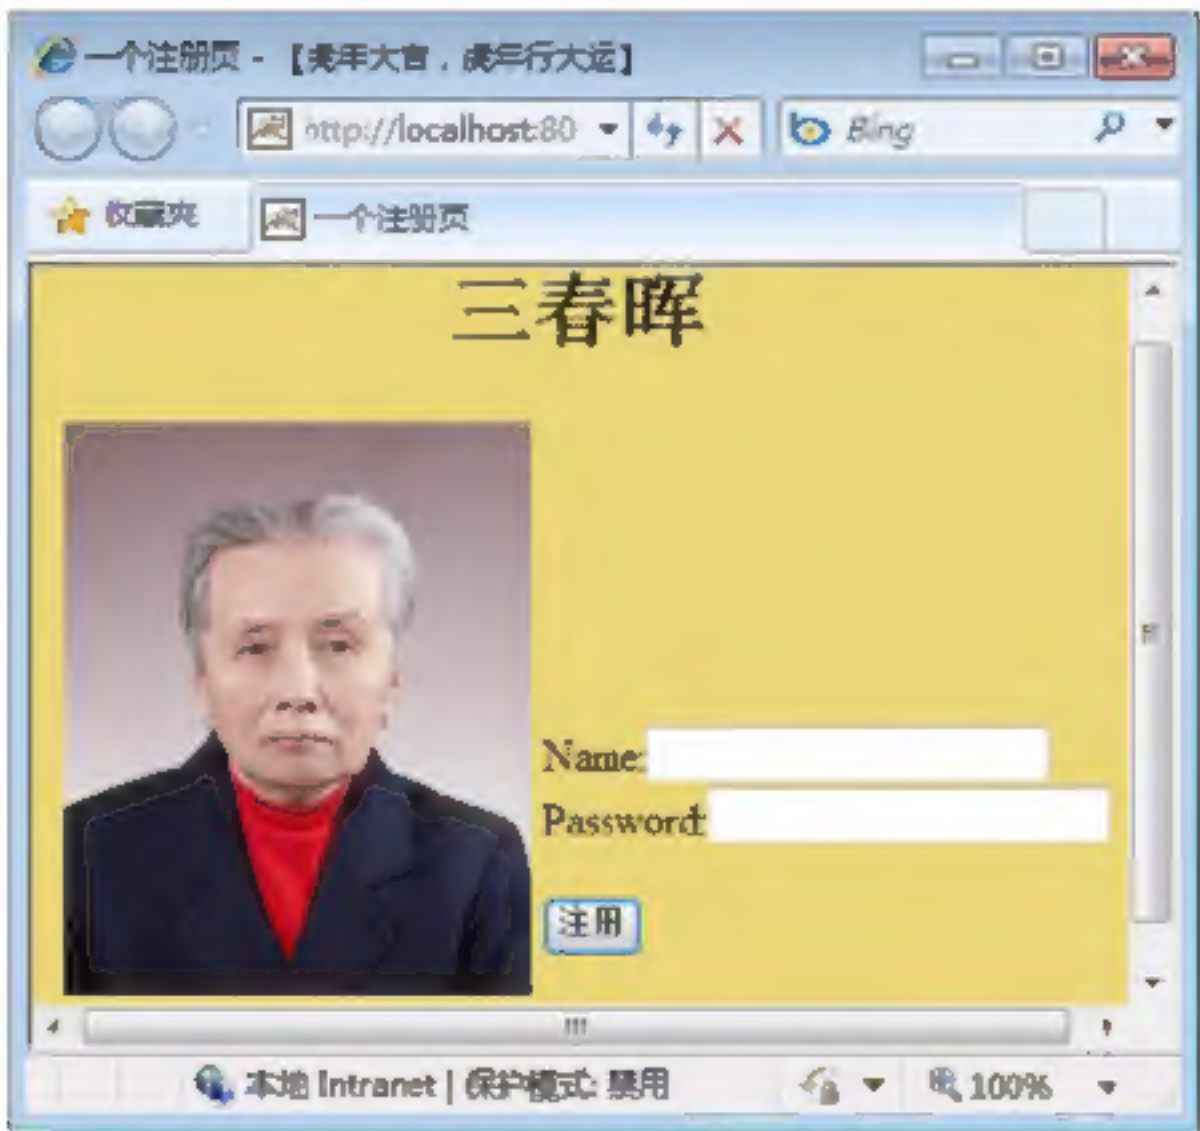 一个注册页 - 【虎年大吉，虎年行大运】
http://localhost:80
Bing
收藏夹
一个注册页
三春晖
Name:
Password:
注册
本地 Intranet | 保护模式: 禁用
100%